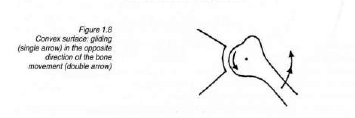 Figure 1.8
Convex surface: gliding
(single arrow) in the opposite
direction of the bone
movement (double arrow)